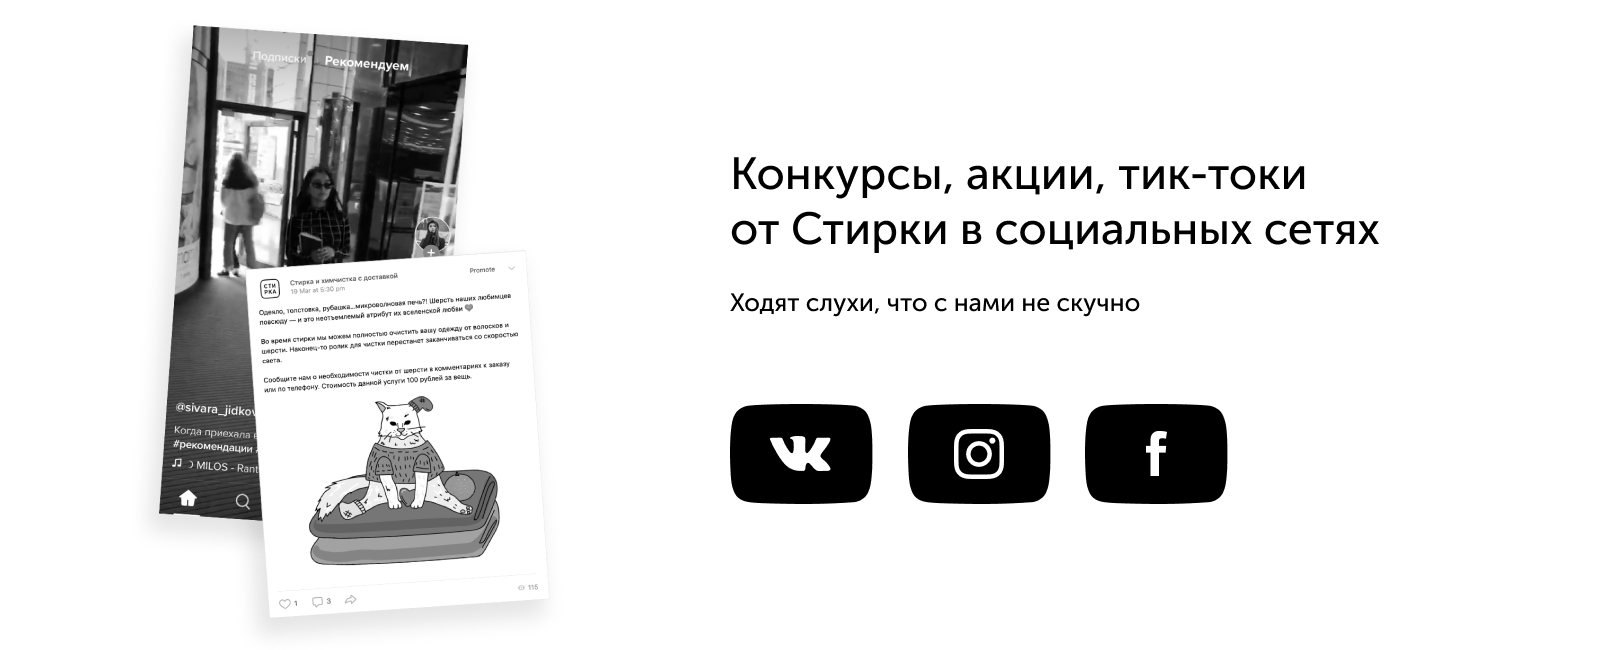 Подписки Рекомендуем
@sivara_jidkov
Когда приехала
#рекомендации
MILOS - Rant
СТИ
РКА
Стирка и химчистка с доставкой
19 Mar at 5:30 pm
Promote
Одеяло, толстовка, рубашка...микроволновая печь?! Шерсть наших любимцев
повсюду — и это неотъемлемый атрибут их вселенской любви 🖤
Во время стирки мы можем полностью очистить вашу одежду от волосков и
шерсти. Наконец-то ролик для чистки перестанет заканчиваться со скоростью
света.
Сообщите нам о необходимости чистки от шерсти в комментариях к заказу
или по телефону. Стоимость данной услуги 100 рублей за вещь.
1 3 115
Конкурсы, акции, тик-токи
от Стирки в социальных сетях
Ходят слухи, что с нами не скучно